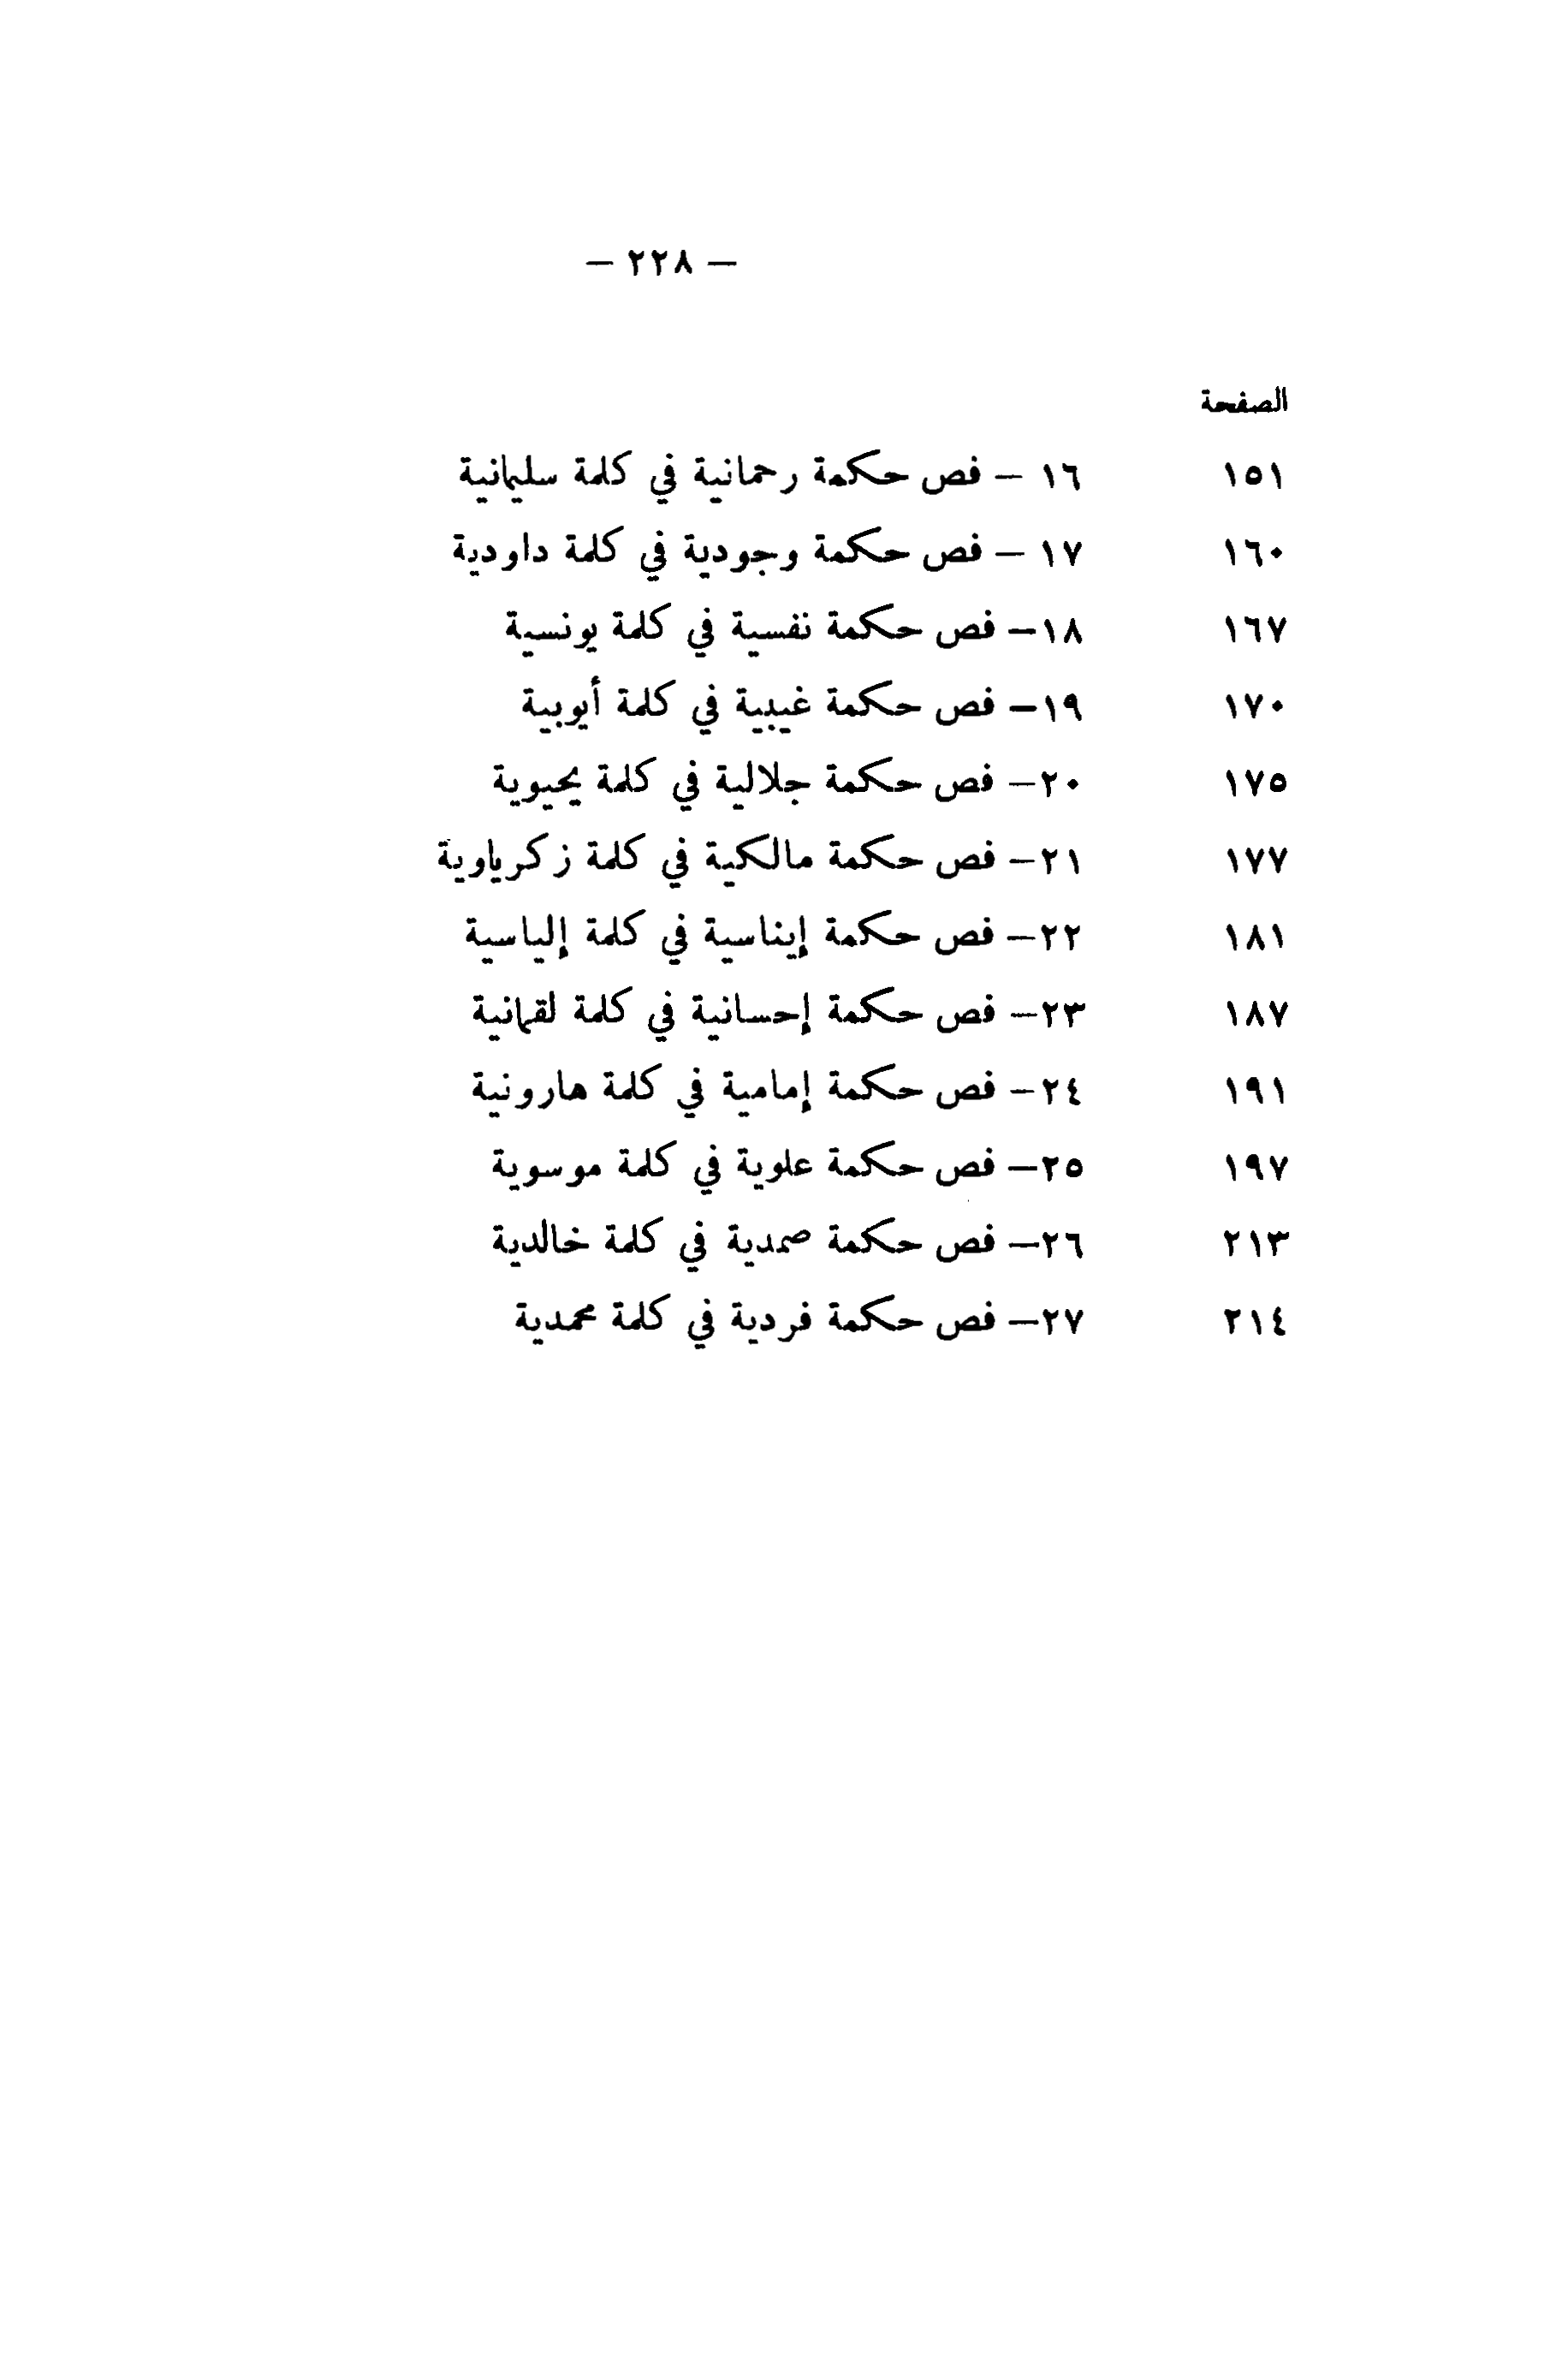 — ٢٢٨ —
الصفحة
١٥١ ١٦ — فص حكمة رحمانية في كلمة سليمانية
١٦٠ ١٧ — فص حكمة وجودية في كلمة داودية
١٦٧ ١٨— فص حكمة نفسية في كلمة يونسية
١٧٠ ١٩— فص حكمة غيبية في كلمة أيوبية
١٧٥ ٢٠— فص حكمة جلالية في كلمة يحيوية
١٧٧ ٢١— فص حكمة مالكية في كلمة زكرياوية
١٨١ ٢٢— فص حكمة إيناسية في كلمة إلياسية
١٨٧ ٢٣— فص حكمة إحسانية في كلمة لقمانية
١٩١ ٢٤— فص حكمة إمامية في كلمة هارونية
١٩٧ ٢٥— فص حكمة علوية في كلمة موسوية
٢١٣ ٢٦— فص حكمة صمدية في كلمة خالدية
٢١٤ ٢٧— فص حكمة فردية في كلمة محمدية